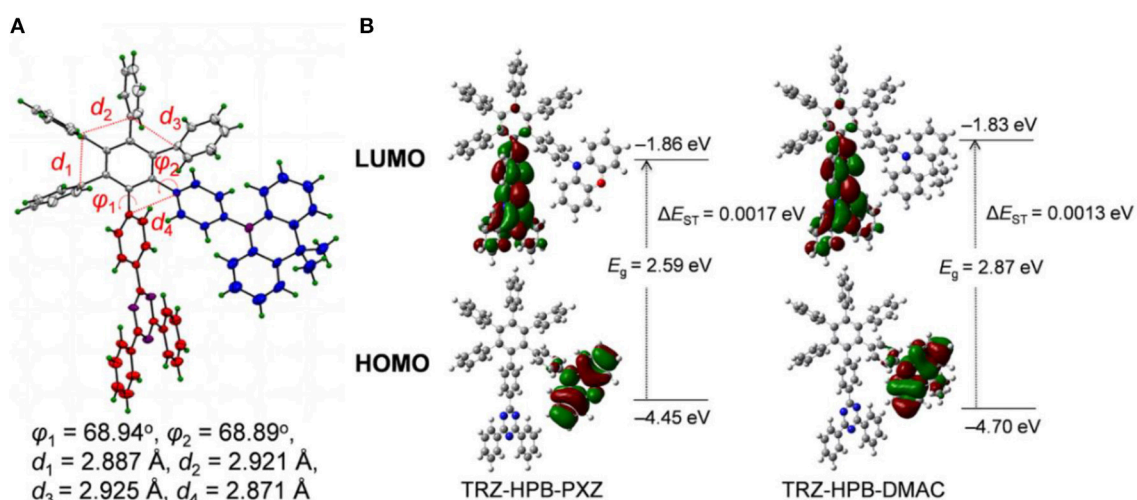 A
B
d2
d3
d1
φ2
φ1
d4
φ1 = 68.94°, φ2 = 68.89°,
d1 = 2.887 Å, d2 = 2.921 Å,
d3 = 2.925 Å, d4 = 2.871 Å
LUMO
–1.86 eV
ΔEST = 0.0017 eV
Eg = 2.59 eV
HOMO
–4.45 eV
TRZ-HPB-PXZ
–1.83 eV
ΔEST = 0.0013 eV
Eg = 2.87 eV
–4.70 eV
TRZ-HPB-DMAC